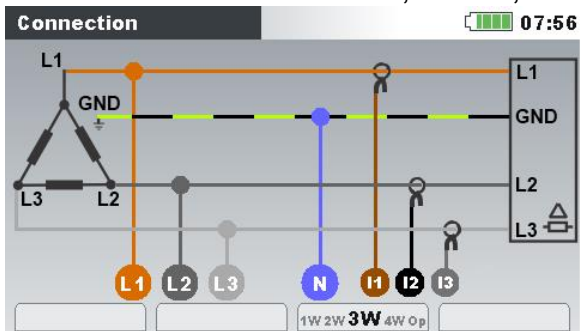 Connection 07:56
L1 L1
GND GND
L3 L2 L2
L3
L1 L2 L3 N I1 I2 I3
1W 2W 3W 4W Op